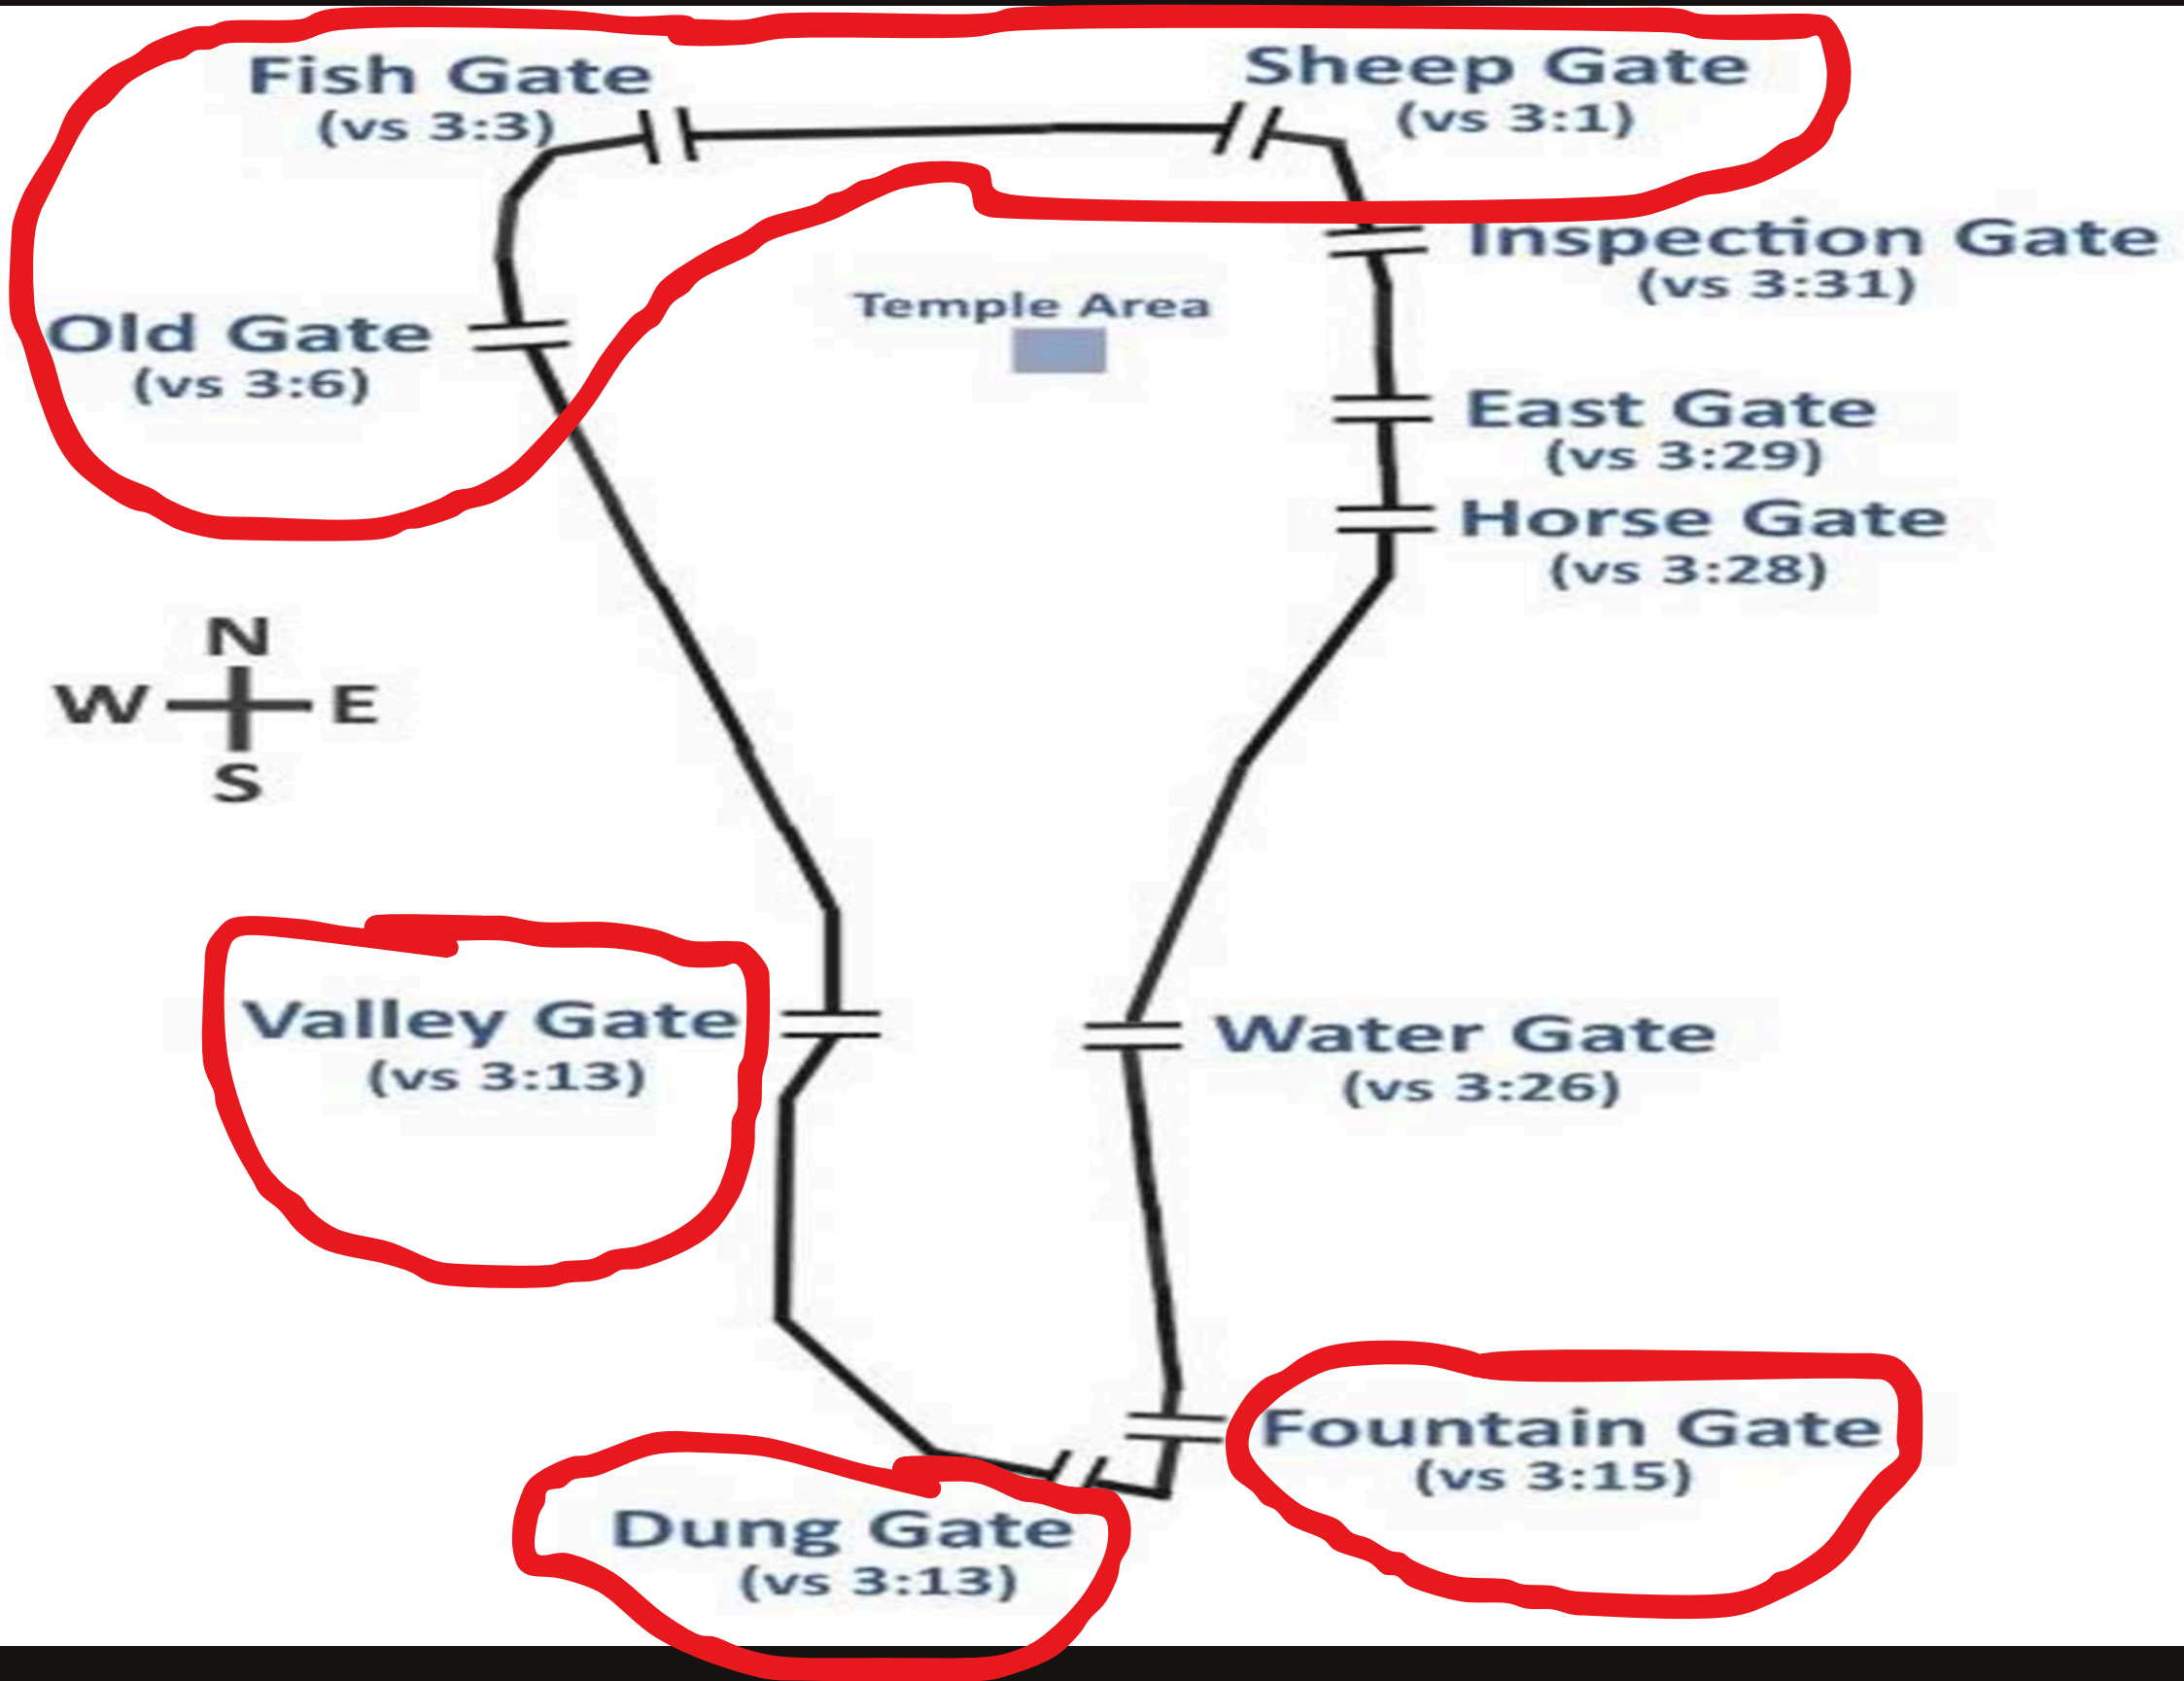 Fish Gate
(vs 3:3)
Sheep Gate
(vs 3:1)
Inspection Gate
(vs 3:31)
Temple Area
Old Gate
(vs 3:6)
East Gate
(vs 3:29)
Horse Gate
(vs 3:28)
N
W E
S
Valley Gate
(vs 3:13)
Water Gate
(vs 3:26)
Fountain Gate
(vs 3:15)
Dung Gate
(vs 3:13)